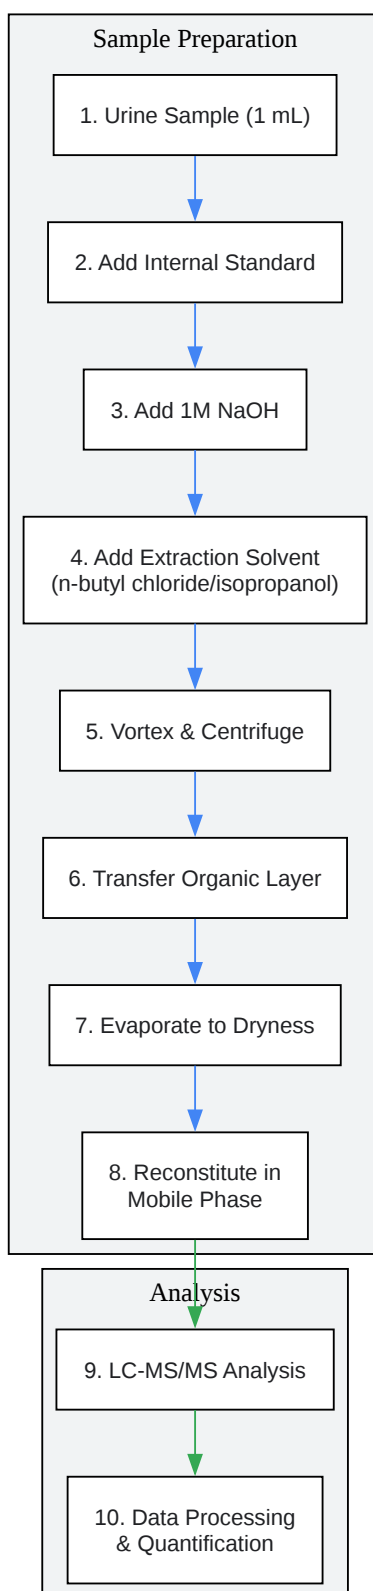 Sample Preparation
1. Urine Sample (1 mL)
2. Add Internal Standard
3. Add 1M NaOH
4. Add Extraction Solvent
(n-butyl chloride/isopropanol)
5. Vortex & Centrifuge
6. Transfer Organic Layer
7. Evaporate to Dryness
8. Reconstitute in
Mobile Phase
Analysis
9. LC-MS/MS Analysis
10. Data Processing
& Quantification